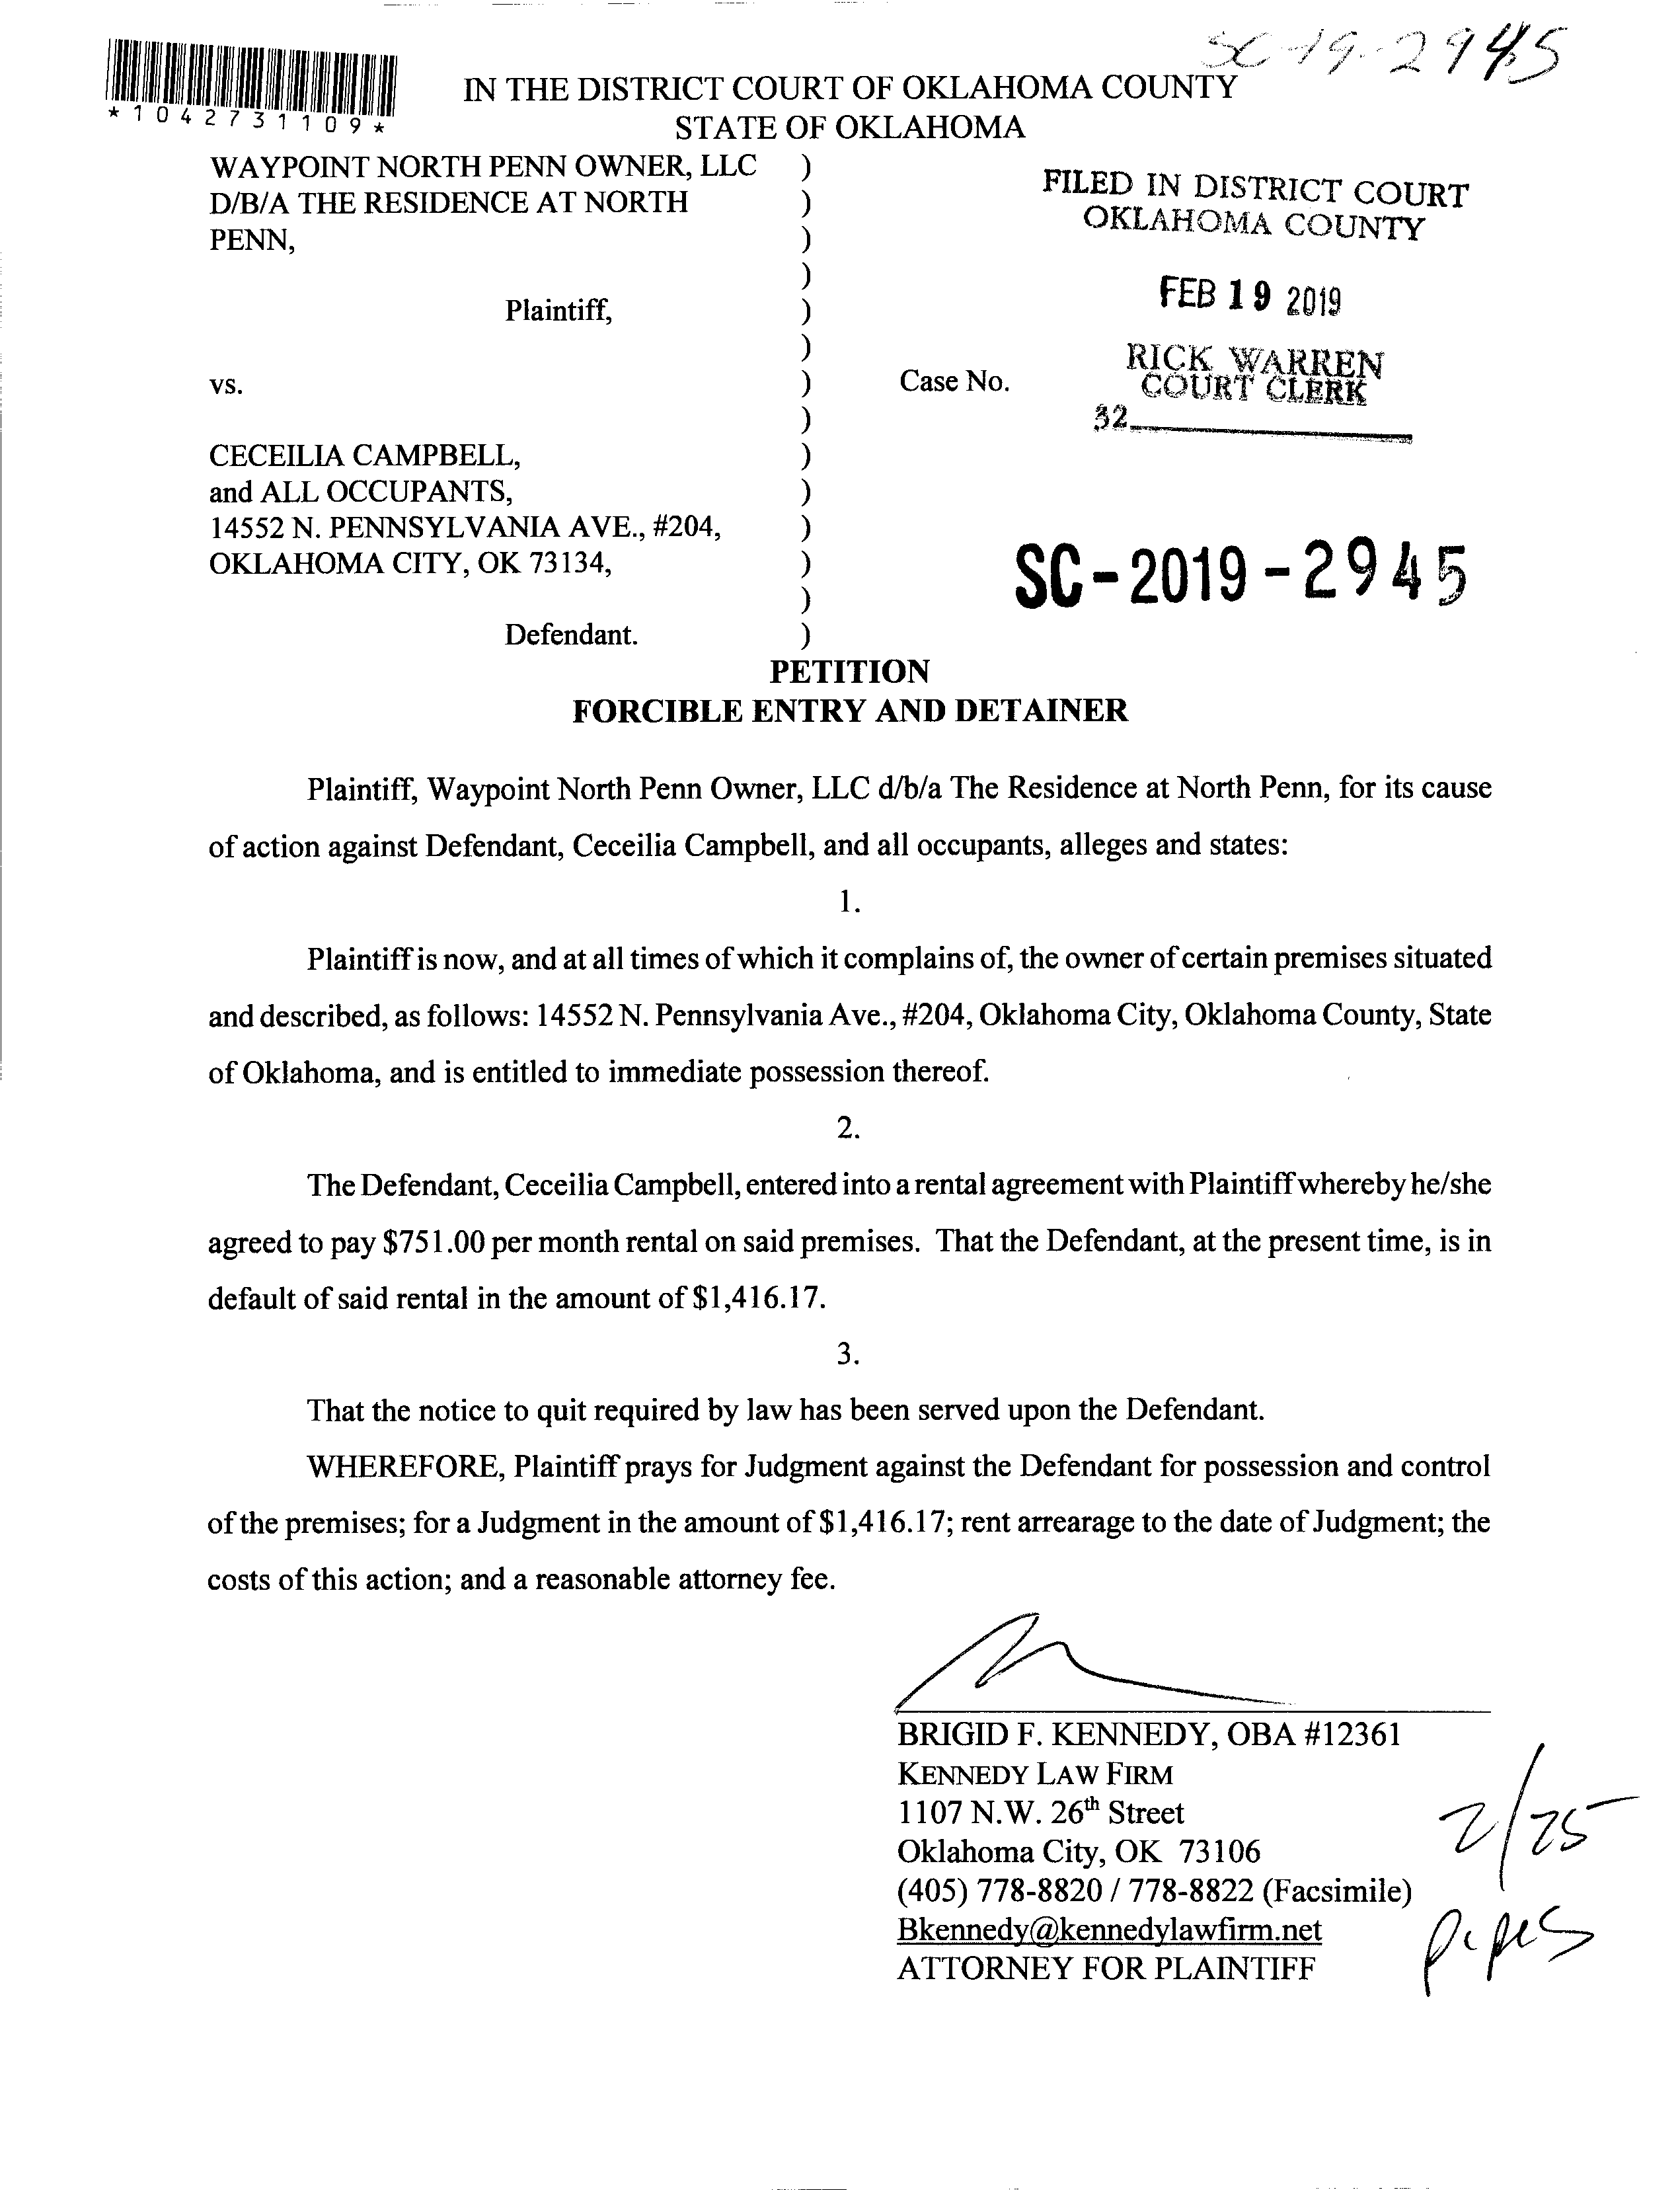 SC-19-2945
*1042731109*
IN THE DISTRICT COURT OF OKLAHOMA COUNTY
STATE OF OKLAHOMA
WAYPOINT NORTH PENN OWNER, LLC )
D/B/A THE RESIDENCE AT NORTH )
PENN, )
)
Plaintiff, )
)
vs. )
)
CECEILIA CAMPBELL, )
and ALL OCCUPANTS, )
14552 N. PENNSYLVANIA AVE., #204, )
OKLAHOMA CITY, OK 73134, )
)
Defendant. )
FILED IN DISTRICT COURT
OKLAHOMA COUNTY
FEB 19 2019
RICK WARREN
COURT CLERK
Case No.
32
SC-2019-2945
PETITION
FORCIBLE ENTRY AND DETAINER
Plaintiff, Waypoint North Penn Owner, LLC d/b/a The Residence at North Penn, for its cause
of action against Defendant, Ceceilia Campbell, and all occupants, alleges and states:
1.
Plaintiff is now, and at all times of which it complains of, the owner of certain premises situated
and described, as follows: 14552 N. Pennsylvania Ave., #204, Oklahoma City, Oklahoma County, State
of Oklahoma, and is entitled to immediate possession thereof.
2.
The Defendant, Ceceilia Campbell, entered into a rental agreement with Plaintiff whereby he/she
agreed to pay $751.00 per month rental on said premises. That the Defendant, at the present time, is in
default of said rental in the amount of $1,416.17.
3.
That the notice to quit required by law has been served upon the Defendant.
WHEREFORE, Plaintiff prays for Judgment against the Defendant for possession and control
of the premises; for a Judgment in the amount of $1,416.17; rent arrearage to the date of Judgment; the
costs of this action; and a reasonable attorney fee.
BRIGID F. KENNEDY, OBA #12361
KENNEDY LAW FIRM
1107 N.W. 26th Street
Oklahoma City, OK 73106
(405) 778-8820 / 778-8822 (Facsimile)
Bkennedy@kennedylawfirm.net
ATTORNEY FOR PLAINTIFF
2/25